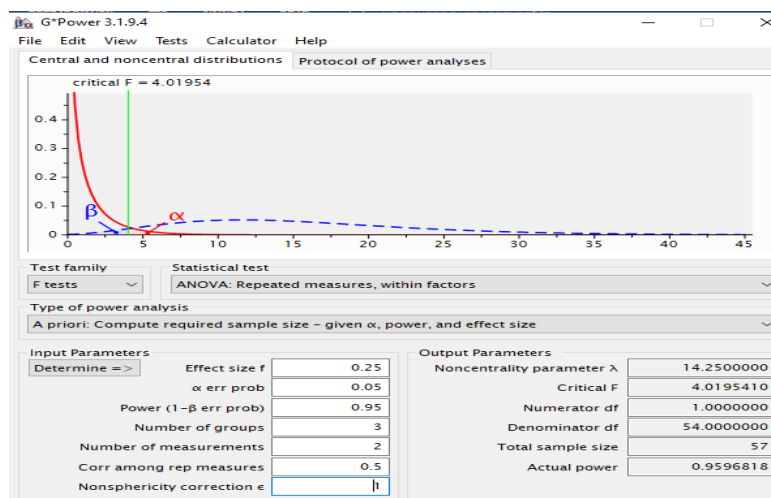 G*Power 3.1.9.4
File Edit View Tests Calculator Help
Central and noncentral distributions Protocol of power analyses
critical F = 4.01954
0.4
0.3
0.2
0.1
0
β α
0 5 10 15 20 25 30 35 40 45
Test family Statistical test
F tests ANOVA: Repeated measures, within factors
Type of power analysis
A priori: Compute required sample size - given α, power, and effect size
Input Parameters Output Parameters
Determine => Effect size f 0.25 Noncentrality parameter λ 14.2500000
α err prob 0.05 Critical F 4.0195410
Power (1-β err prob) 0.95 Numerator df 1.0000000
Number of groups 3 Denominator df 54.0000000
Number of measurements 2 Total sample size 57
Corr among rep measures 0.5 Actual power 0.9596818
Nonsphericity correction ϵ 1